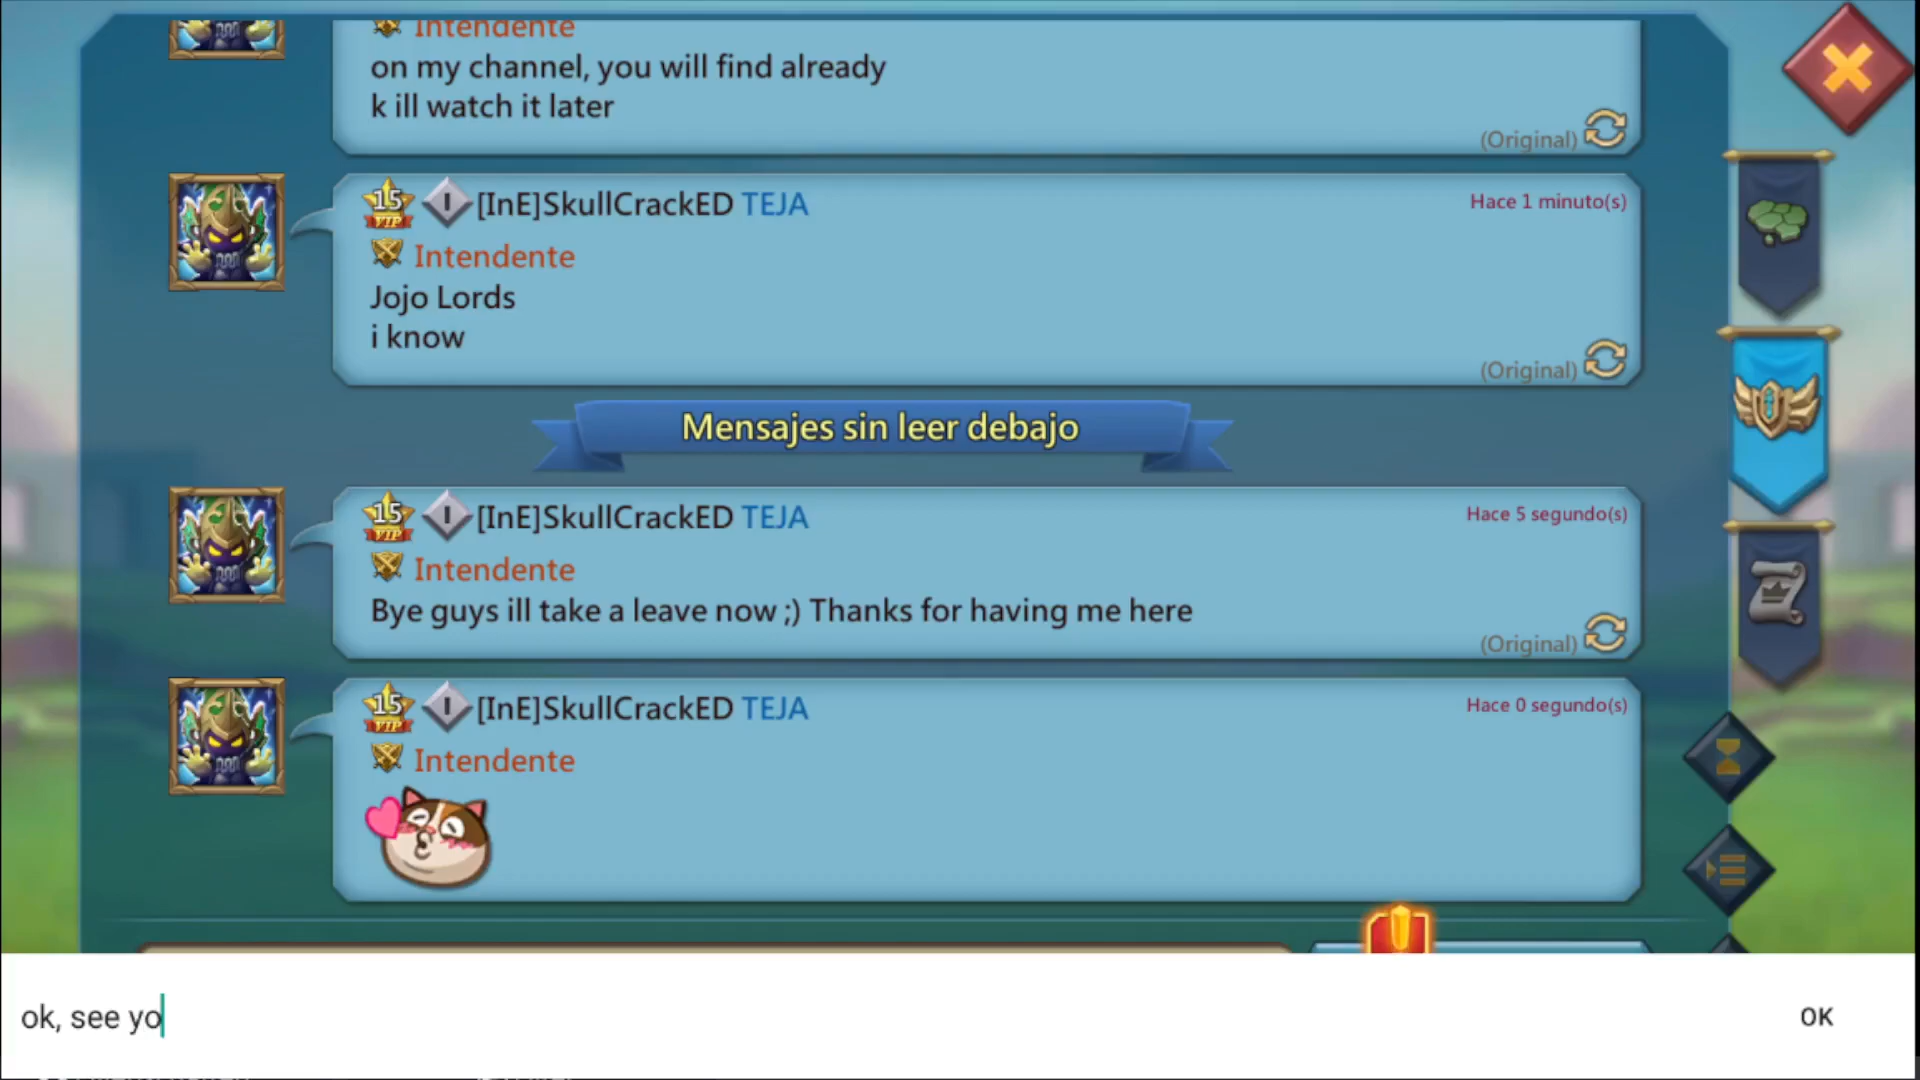 Intendente
on my channel, you will find already
k ill watch it later
(Original)
15 VIP I [InE]SkullCrackED TEJA
Hace 1 minuto(s)
Intendente
Jojo Lords
i know
(Original)
Mensajes sin leer debajo
15 VIP I [InE]SkullCrackED TEJA
Hace 5 segundo(s)
Intendente
Bye guys ill take a leave now ;) Thanks for having me here
(Original)
15 VIP I [InE]SkullCrackED TEJA
Hace 0 segundo(s)
Intendente
ok, see yo
OK